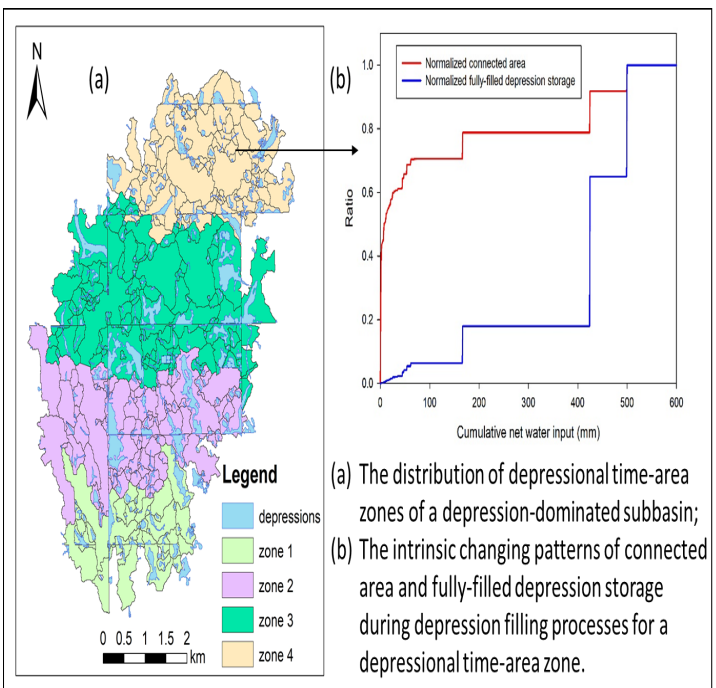 N
(a)
Legend
depressions
zone 1
zone 2
zone 3
zone 4
0 0.5 1 1.5 2
km
(b)
Normalized connected area
Normalized fully-filled depression storage
1.0
0.8
0.6
0.4
0.2
0.0
Ratio
0 100 200 300 400 500 600
Cumulative net water input (mm)
(a) The distribution of depressional time-area
zones of a depression-dominated subbasin;
(b) The intrinsic changing patterns of connected
area and fully-filled depression storage
during depression filling processes for a
depressional time-area zone.